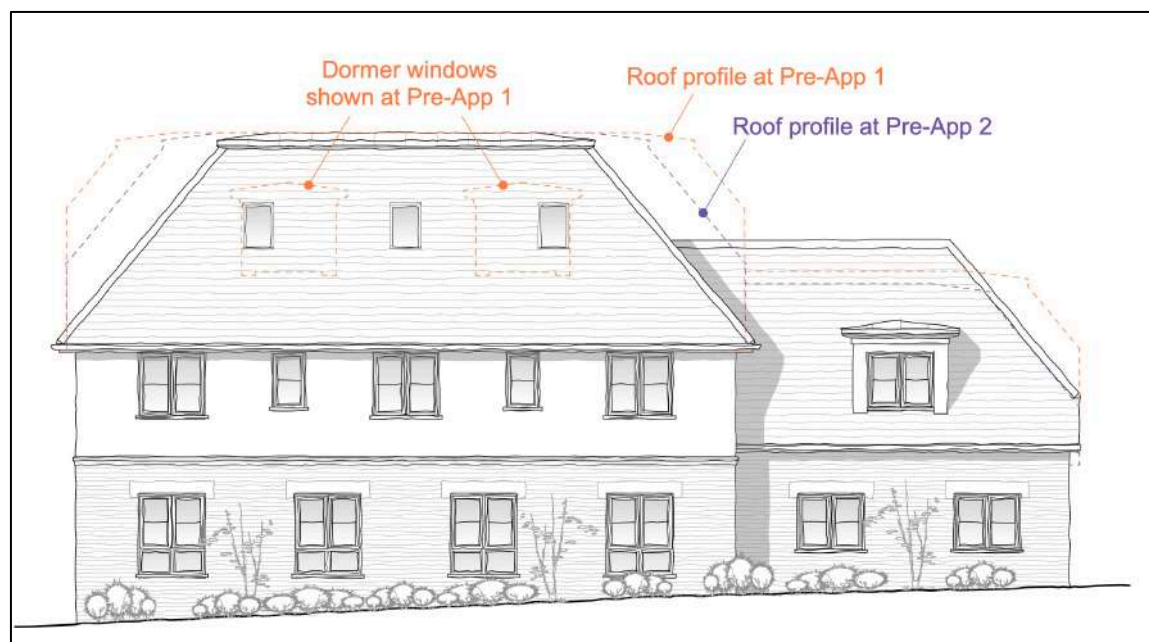 Dormer windows
shown at Pre-App 1
Roof profile at Pre-App 1
Roof profile at Pre-App 2